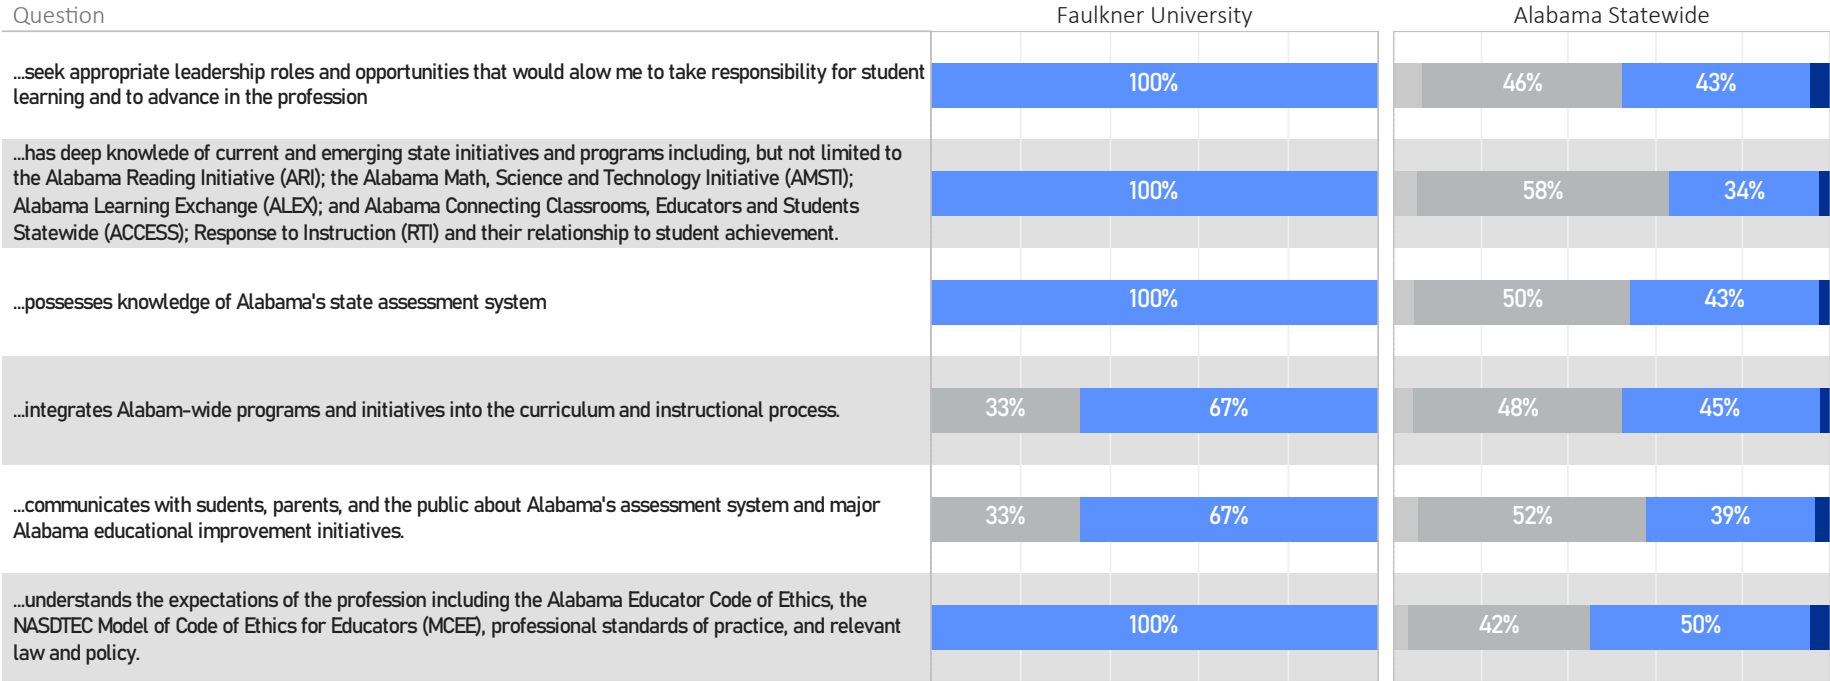 Question Faulkner University Alabama Statewide
...seek appropriate leadership roles and opportunities that would alow me to take responsibility for student
learning and to advance in the profession
100% 46% 43%
...has deep knowlede of current and emerging state initiatives and programs including, but not limited to
the Alabama Reading Initiative (ARI); the Alabama Math, Science and Technology Initiative (AMSTI);
Alabama Learning Exchange (ALEX); and Alabama Connecting Classrooms, Educators and Students
Statewide (ACCESS); Response to Instruction (RTI) and their relationship to student achievement.
100% 58% 34%
...possesses knowledge of Alabama's state assessment system
100% 50% 43%
...integrates Alabam-wide programs and initiatives into the curriculum and instructional process.
33% 67% 48% 45%
...communicates with sudents, parents, and the public about Alabama's assessment system and major
Alabama educational improvement initiatives.
33% 67% 52% 39%
...understands the expectations of the profession including the Alabama Educator Code of Ethics, the
NASDTEC Model of Code of Ethics for Educators (MCEE), professional standards of practice, and relevant
law and policy.
100% 42% 50%